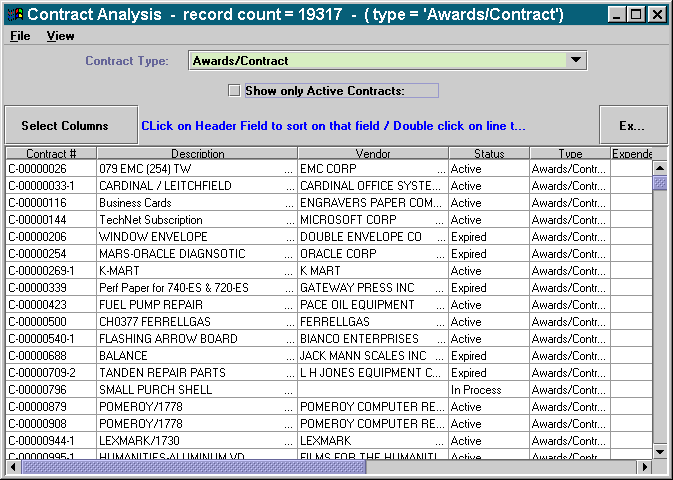 Contract Analysis - record count = 19317 - ( type = 'Awards/Contract')
File View
Contract Type: Awards/Contract
Show only Active Contracts:
Select Columns CLick on Header Field to sort on that field / Double click on line t... Ex...
Contract # Description Vendor Status Type Expende
C-00000026 079 EMC (254) TW ... EMC CORP ... Active Awards/Contr...
C-00000033-1 CARDINAL / LEITCHFIELD ... CARDINAL OFFICE SYSTE... Active Awards/Contr...
C-00000116 Business Cards ... ENGRAVERS PAPER COM... Active Awards/Contr...
C-00000144 TechNet Subscription ... MICROSOFT CORP ... Active Awards/Contr...
C-00000206 WINDOW ENVELOPE ... DOUBLE ENVELOPE CO ... Expired Awards/Contr...
C-00000254 MARS-ORACLE DIAGNSOTIC ... ORACLE CORP ... Expired Awards/Contr...
C-00000269-1 K-MART ... K MART ... Active Awards/Contr...
C-00000339 Perf Paper for 740-ES & 720-ES ... GATEWAY PRESS INC ... Expired Awards/Contr...
C-00000423 FUEL PUMP REPAIR ... PACE OIL EQUIPMENT ... Active Awards/Contr...
C-00000500 CH0377 FERRELLGAS ... FERRELLGAS ... Active Awards/Contr...
C-00000540-1 FLASHING ARROW BOARD ... BIANCO ENTERPRISES ... Active Awards/Contr...
C-00000688 BALANCE ... JACK MANN SCALES INC ... Expired Awards/Contr...
C-00000709-2 TANDEN REPAIR PARTS ... L H JONES EQUIPMENT C... Expired Awards/Contr...
C-00000796 SMALL PURCH SHELL ... In Process Awards/Contr...
C-00000879 POMEROY/1778 ... POMEROY COMPUTER RE... Active Awards/Contr...
C-00000908 POMEROY/1778 ... POMEROY COMPUTER RE... Active Awards/Contr...
C-00000944-1 LEXMARK/1730 ... LEXMARK ... Active Awards/Contr...
C-00000995-1 HUMANITIES-ALUMINUM VD ... FILMS FOR THE HUMANITI... Active Awards/Contr...